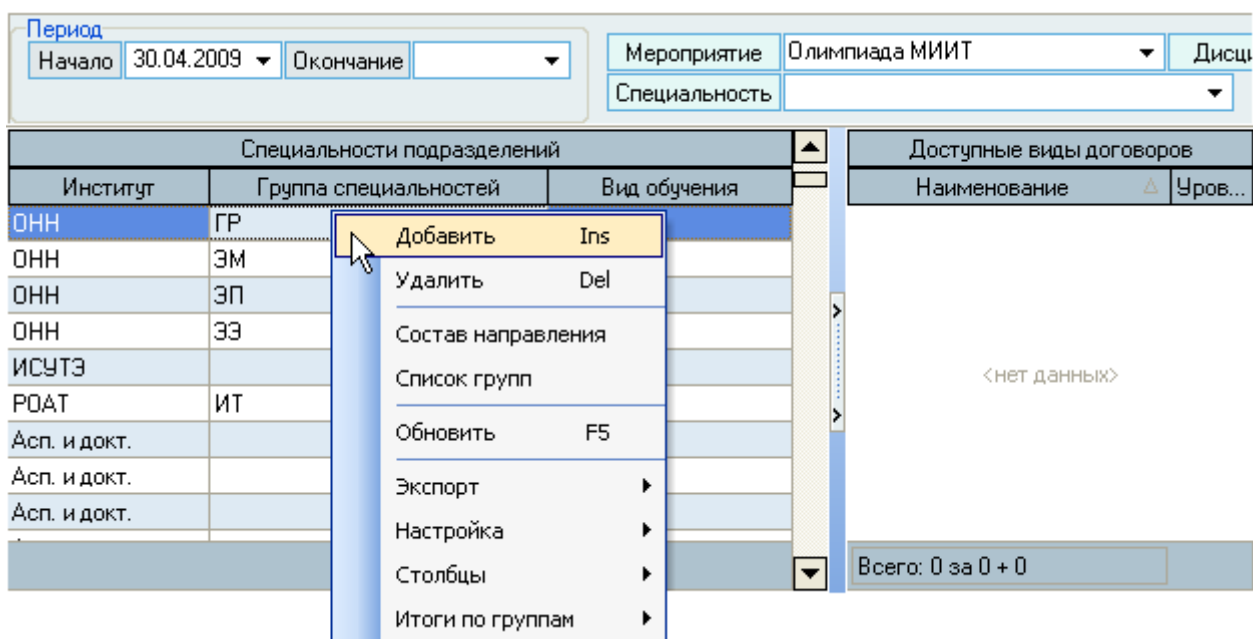 Период
Начало 30.04.2009 Окончание
Мероприятие Олимпиада МИИТ
Специальность
Специальности подразделений
Институт Группа специальностей Вид обучения
ОНН ГР
ОНН ЭМ
ОНН ЭП
ОНН ЭЭ
ИСУТЭ
РОАТ ИТ
Асп. и докт.
Асп. и докт.
Асп. и докт.
Добавить Ins
Удалить Del
Состав направления
Список групп
Обновить F5
Экспорт
Настройка
Столбцы
Итоги по группам
Доступные виды договоров
Наименование Уров...
<нет данных>
Всего: 0 за 0 + 0